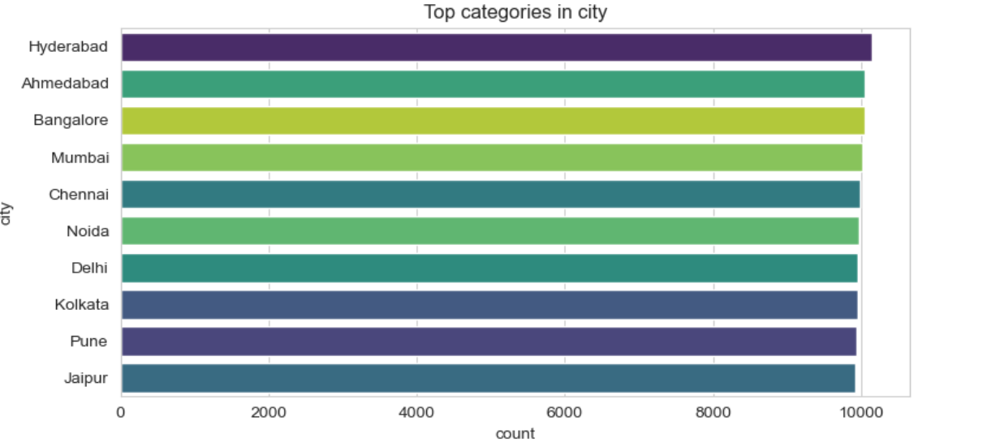 Top categories in city
Hyderabad
Ahmedabad
Bangalore
Mumbai
Chennai
Noida
Delhi
Kolkata
Pune
Jaipur
city
0 2000 4000 6000 8000 10000
count